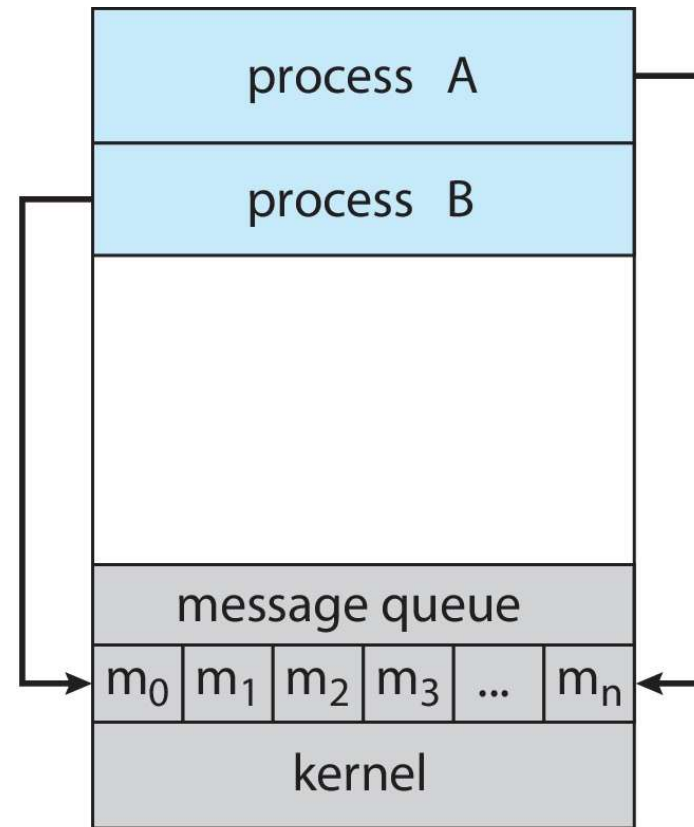 process A
process B
message queue
m₀ m₁ m₂ m₃ ... mₙ
kernel